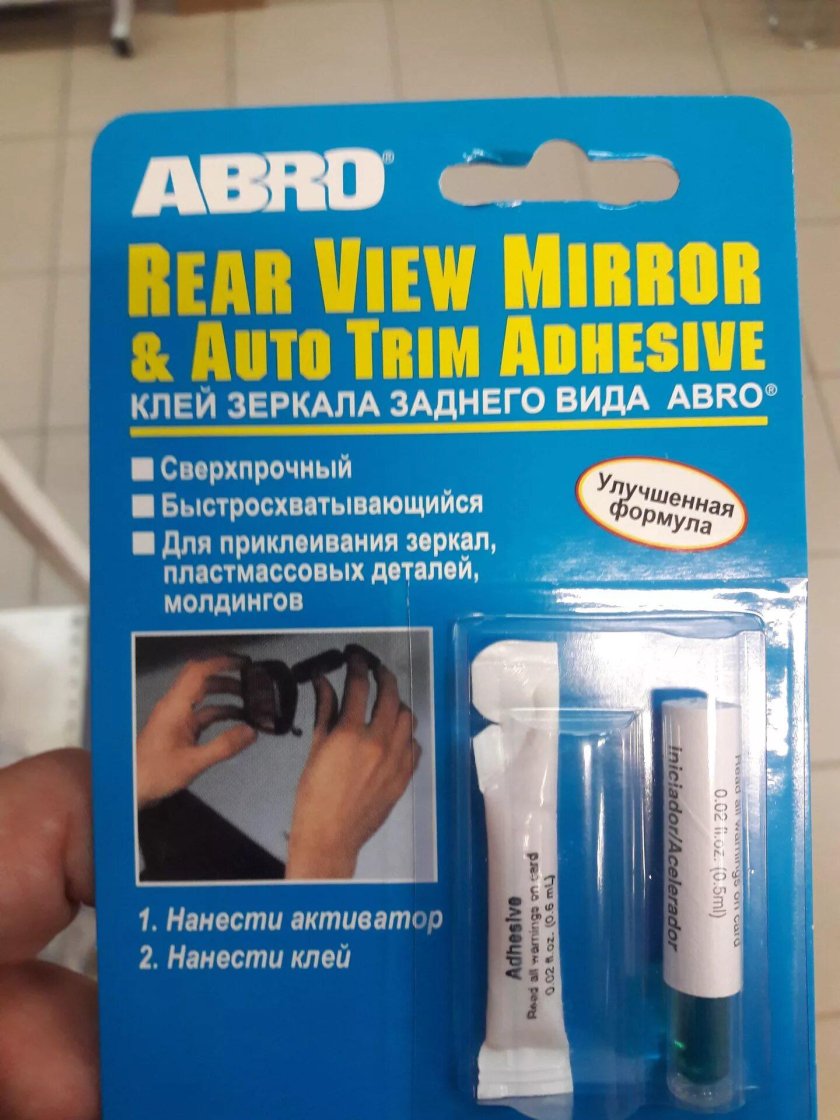 ABRO®
REAR VIEW MIRROR
& AUTO TRIM ADHESIVE
КЛЕЙ ЗЕРКАЛА ЗАДНЕГО ВИДА ABRO®
Сверхпрочный
Быстросхватывающийся
Для приклеивания зеркал,
пластмассовых деталей,
молдингов
Улучшенная
формула
1. Нанести активатор
2. Нанести клей
Adhesive
Read all warnings on card
0.02 fl.oz. (0.6 mL)
Read all warnings on card
0.02 fl.oz. (0.5ml)
Iniciador/Acelerador